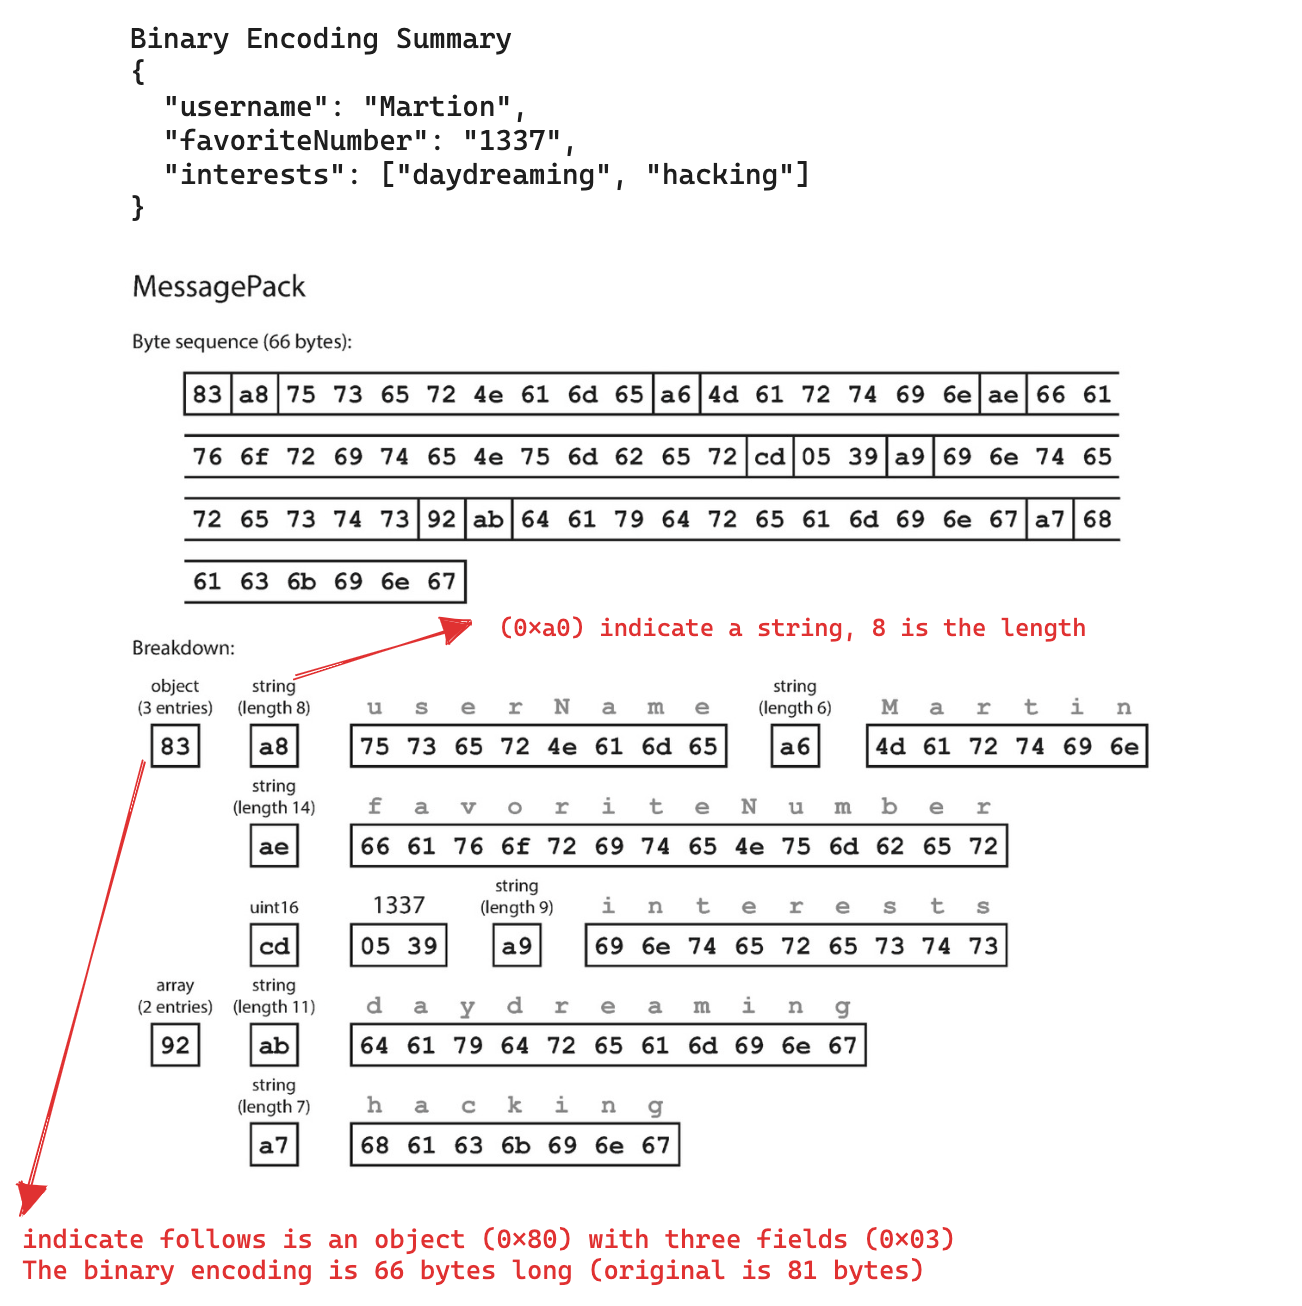 Binary Encoding Summary
{
  "username": "Martion",
  "favoriteNumber": "1337",
  "interests": ["daydreaming", "hacking"]
}
MessagePack
Byte sequence (66 bytes):
83 a8 75 73 65 72 4e 61 6d 65 a6 4d 61 72 74 69 6e ae 66 61
76 6f 72 69 74 65 4e 75 6d 62 65 72 cd 05 39 a9 69 6e 74 65
72 65 73 74 73 92 ab 64 61 79 64 72 65 61 6d 69 6e 67 a7 68
61 63 6b 69 6e 67
(0×a0) indicate a string, 8 is the length
Breakdown:
object string string
(3 entries) (length 8) u s e r N a m e (length 6) M a r t i n
83 a8 75 73 65 72 4e 61 6d 65 a6 4d 61 72 74 69 6e
string
(length 14) f a v o r i t e N u m b e r
ae 66 61 76 6f 72 69 74 65 4e 75 6d 62 65 72
string
uint16 1337 (length 9) i n t e r e s t s
cd 05 39 a9 69 6e 74 65 72 65 73 74 73
array string
(2 entries) (length 11) d a y d r e a m i n g
92 ab 64 61 79 64 72 65 61 6d 69 6e 67
string
(length 7) h a c k i n g
a7 68 61 63 6b 69 6e 67
indicate follows is an object (0×80) with three fields (0×03)
The binary encoding is 66 bytes long (original is 81 bytes)